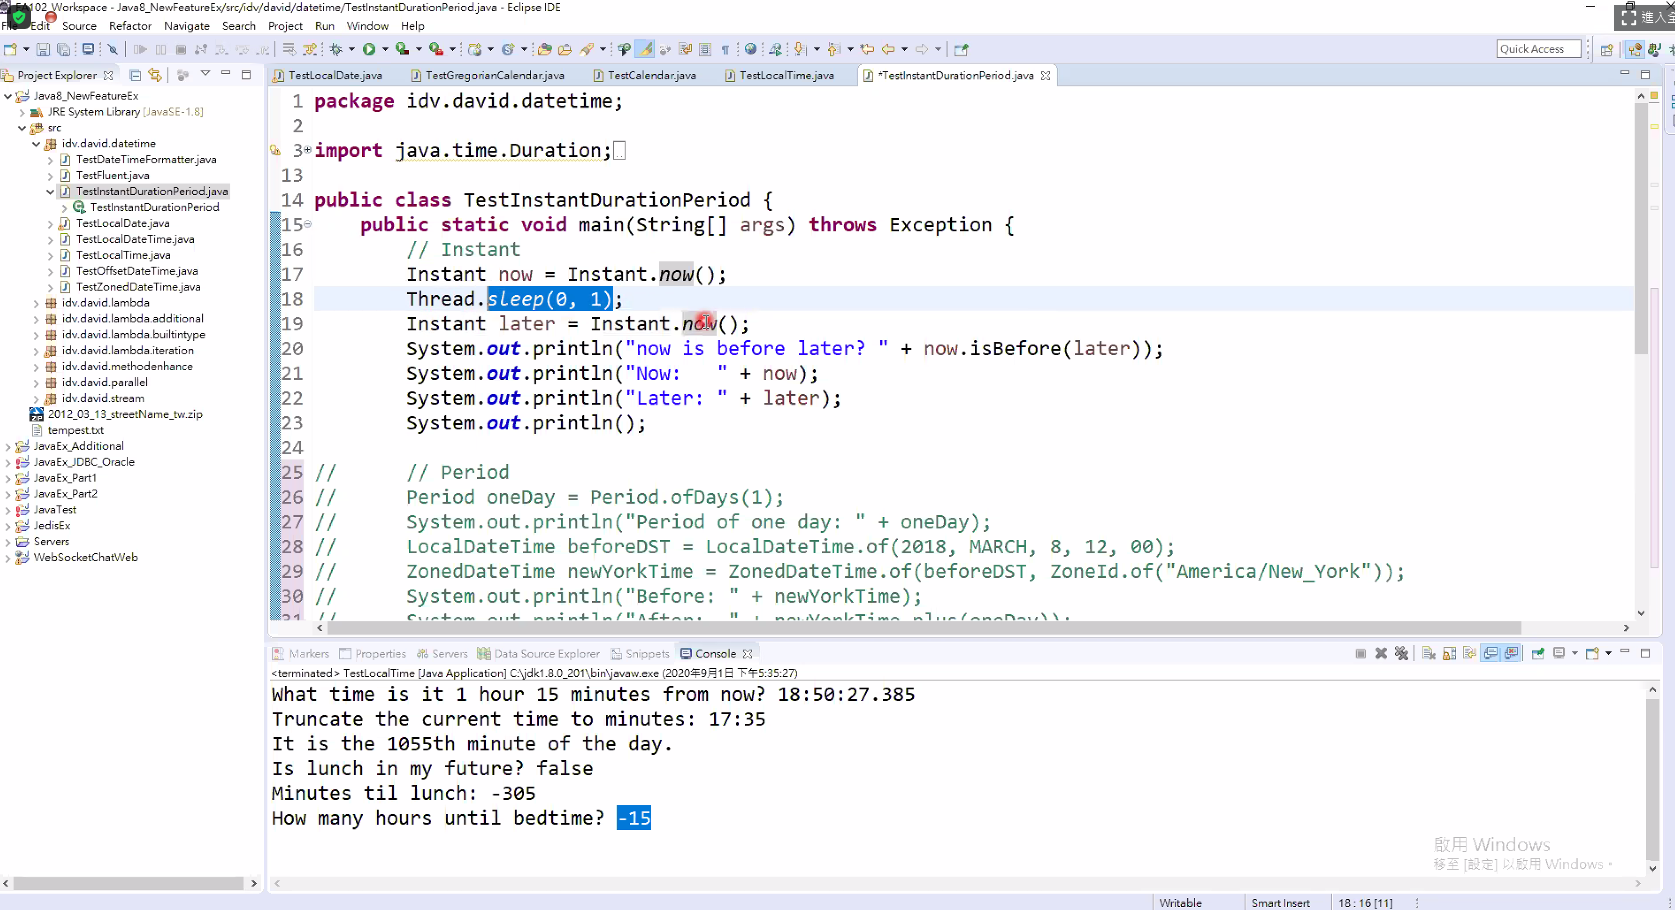 FA102_Workspace - Java8_NewFeatureEx/src/idv/david/datetime/TestInstantDurationPeriod.java - Eclipse IDE
File Edit Source Refactor Navigate Search Project Run Window Help
進入全
Quick Access
Project Explorer
TestLocalDate.java TestGregorianCalendar.java TestCalendar.java TestLocalTime.java *TestInstantDurationPeriod.java
Java8_NewFeatureEx
JRE System Library [JavaSE-1.8]
src
idv.david.datetime
TestDateTimeFormatter.java
TestFluent.java
TestInstantDurationPeriod.java
TestInstantDurationPeriod
TestLocalDate.java
TestLocalDateTime.java
TestLocalTime.java
TestOffsetDateTime.java
TestZonedDateTime.java
idv.david.lambda
idv.david.lambda.additional
idv.david.lambda.builtintype
idv.david.lambda.iteration
idv.david.methodenhance
idv.david.parallel
idv.david.stream
2012_03_13_streetName_tw.zip
tempest.txt
JavaEx_Additional
JavaEx_JDBC_Oracle
JavaEx_Part1
JavaEx_Part2
JavaTest
JedisEx
Servers
WebSocketChatWeb
1 package idv.david.datetime;
2
3 import java.time.Duration;
13
14 public class TestInstantDurationPeriod {
15 public static void main(String[] args) throws Exception {
16 // Instant
17 Instant now = Instant.now();
18 Thread.sleep(0, 1);
19 Instant later = Instant.now();
20 System.out.println("now is before later? " + now.isBefore(later));
21 System.out.println("Now:   " + now);
22 System.out.println("Later: " + later);
23 System.out.println();
24
25 // // Period
26 // Period oneDay = Period.ofDays(1);
27 // System.out.println("Period of one day: " + oneDay);
28 // LocalDateTime beforeDST = LocalDateTime.of(2018, MARCH, 8, 12, 00);
29 // ZonedDateTime newYorkTime = ZonedDateTime.of(beforeDST, ZoneId.of("America/New_York"));
30 // System.out.println("Before: " + newYorkTime);
31 // System.out.println("After:  " + newYorkTime.plus(oneDay));
Markers Properties Servers Data Source Explorer Snippets Console
<terminated> TestLocalTime [Java Application] C:\jdk1.8.0_201\bin\javaw.exe (2020年9月1日 下午5:35:27)
What time is it 1 hour 15 minutes from now? 18:50:27.385
Truncate the current time to minutes: 17:35
It is the 1055th minute of the day.
Is lunch in my future? false
Minutes til lunch: -305
How many hours until bedtime? -15
啟用 Windows
移至 [設定] 以啟用 Windows。
Writable Smart Insert 18 : 16 [11]